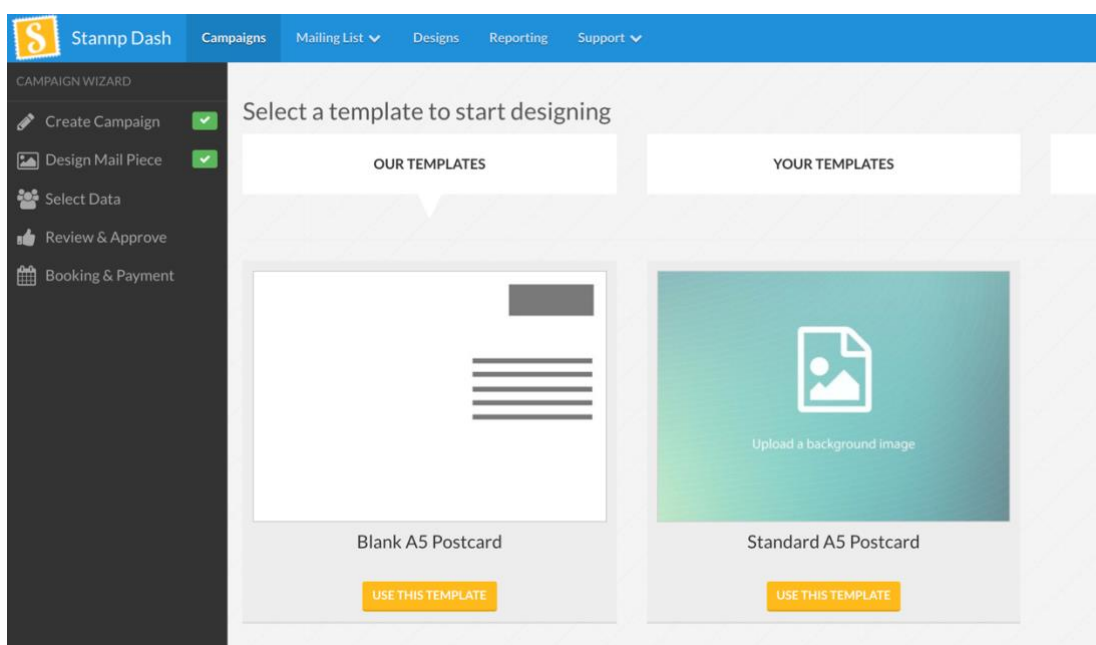 S Stannp Dash Campaigns Mailing List Designs Reporting Support
CAMPAIGN WIZARD
Create Campaign
Design Mail Piece
Select Data
Review & Approve
Booking & Payment
Select a template to start designing
OUR TEMPLATES
YOUR TEMPLATES
Blank A5 Postcard
USE THIS TEMPLATE
Upload a background image
Standard A5 Postcard
USE THIS TEMPLATE